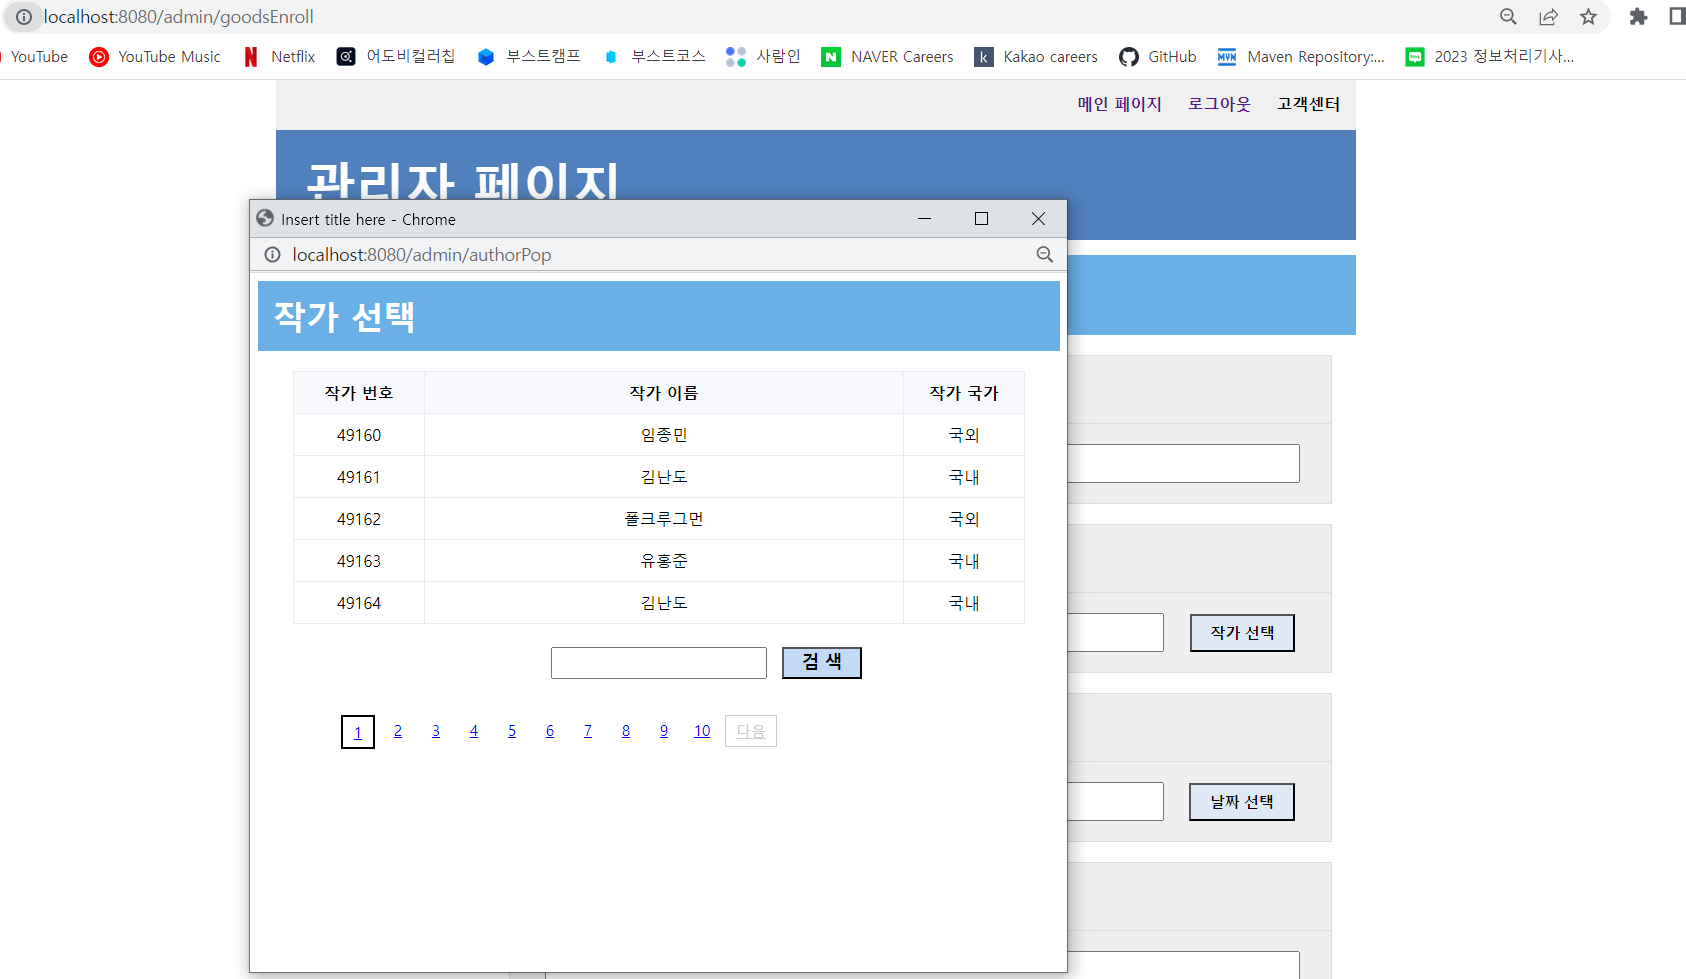 localhost:8080/admin/goodsEnroll
YouTube YouTube Music Netflix 어도비컬러칩 부스트캠프 부스트코스 사람인 NAVER Careers Kakao careers GitHub Maven Repository:... 2023 정보처리기사...
메인 페이지 로그아웃 고객센터
관리자 페이지
Insert title here - Chrome
localhost:8080/admin/authorPop
작가 선택
작가 번호 작가 이름 작가 국가
49160 임종민 국외
49161 김난도 국내
49162 폴크루그먼 국외
49163 유홍준 국내
49164 김난도 국내
작가 선택
검 색
1 2 3 4 5 6 7 8 9 10 다음
날짜 선택